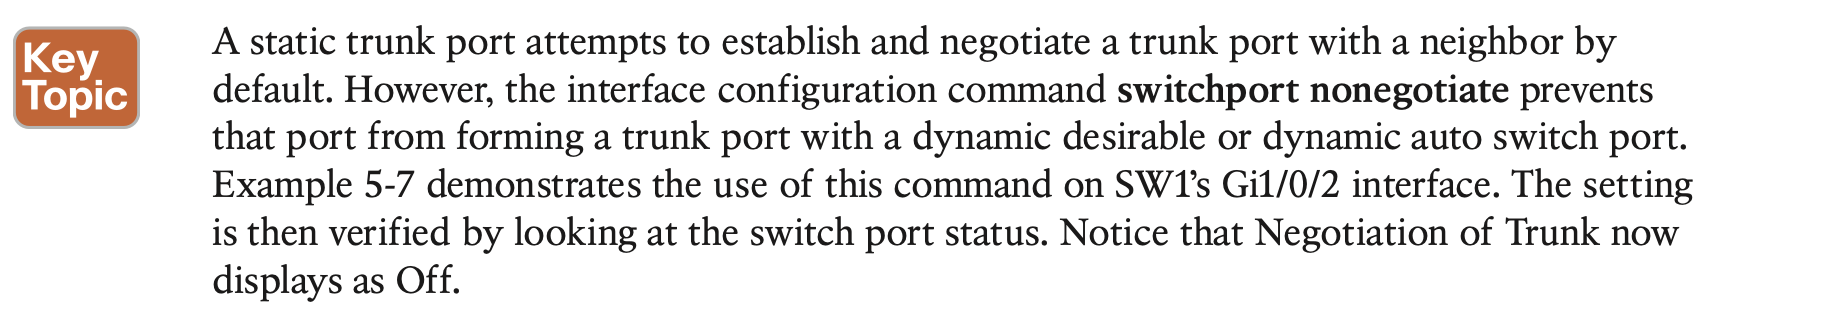 Key
Topic
A static trunk port attempts to establish and negotiate a trunk port with a neighbor by
default. However, the interface configuration command switchport nonegotiate prevents
that port from forming a trunk port with a dynamic desirable or dynamic auto switch port.
Example 5-7 demonstrates the use of this command on SW1’s Gi1/0/2 interface. The setting
is then verified by looking at the switch port status. Notice that Negotiation of Trunk now
displays as Off.